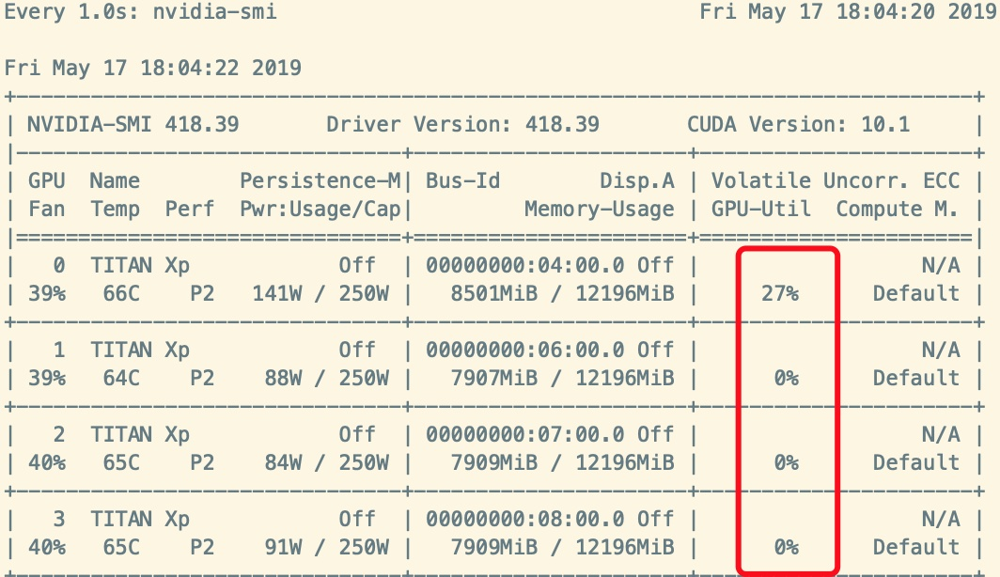 Every 1.0s: nvidia-smi Fri May 17 18:04:20 2019
Fri May 17 18:04:22 2019
+-----------------------------------------------------------------------------+
| NVIDIA-SMI 418.39       Driver Version: 418.39       CUDA Version: 10.1     |
|-------------------------------+----------------------+----------------------+
| GPU  Name        Persistence-M| Bus-Id        Disp.A | Volatile Uncorr. ECC |
| Fan  Temp  Perf  Pwr:Usage/Cap|         Memory-Usage | GPU-Util  Compute M. |
|===============================+======================+======================|
|   0  TITAN Xp            Off  | 00000000:04:00.0 Off |                  N/A |
| 39%   66C    P2   141W / 250W |   8501MiB / 12196MiB |     27%      Default |
+-------------------------------+----------------------+----------------------+
|   1  TITAN Xp            Off  | 00000000:06:00.0 Off |                  N/A |
| 39%   64C    P2    88W / 250W |   7907MiB / 12196MiB |      0%      Default |
+-------------------------------+----------------------+----------------------+
|   2  TITAN Xp            Off  | 00000000:07:00.0 Off |                  N/A |
| 40%   65C    P2    84W / 250W |   7909MiB / 12196MiB |      0%      Default |
+-------------------------------+----------------------+----------------------+
|   3  TITAN Xp            Off  | 00000000:08:00.0 Off |                  N/A |
| 40%   65C    P2    91W / 250W |   7909MiB / 12196MiB |      0%      Default |
+-------------------------------+----------------------+----------------------+